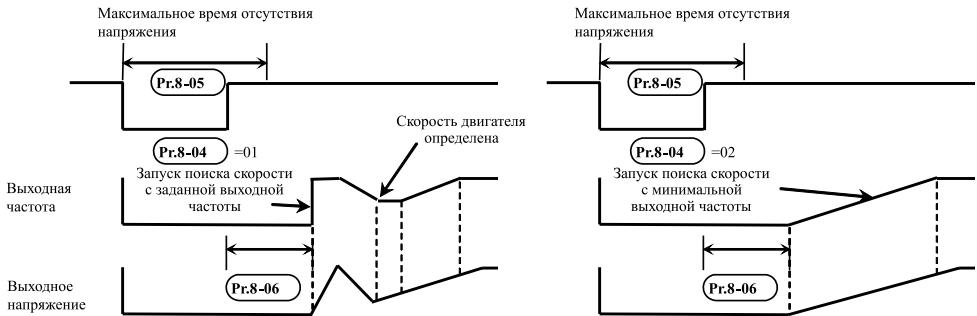 Максимальное время отсутствия
напряжения
Pr.8-05
Pr.8-04 =01
Скорость двигателя
определена
Запуск поиска скорости
с заданной выходной
частоты
Выходная
частота
Pr.8-06
Выходное
напряжение
Максимальное время отсутствия
напряжения
Pr.8-05
Pr.8-04 =02
Запуск поиска скорости
с минимальной
выходной частоты
Pr.8-06